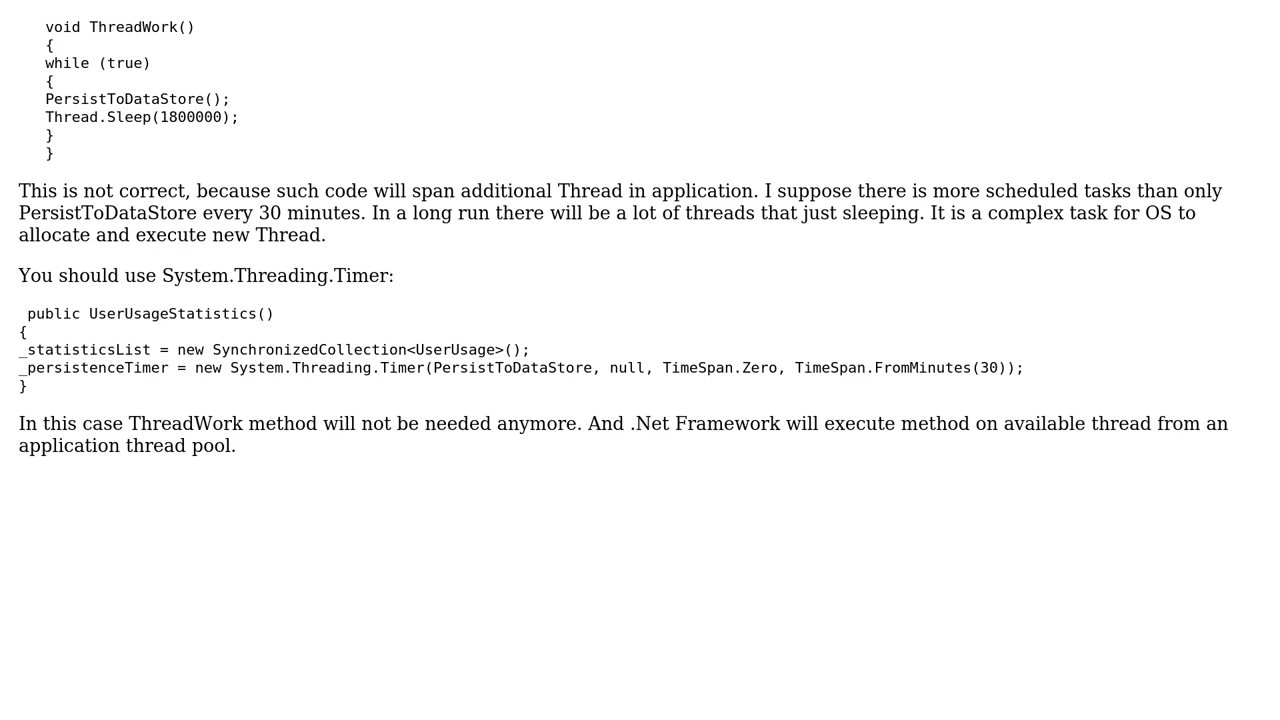 void ThreadWork()
{
while (true)
{
PersistToDataStore();
Thread.Sleep(1800000);
}
}
This is not correct, because such code will span additional Thread in application. I suppose there is more scheduled tasks than only
PersistToDataStore every 30 minutes. In a long run there will be a lot of threads that just sleeping. It is a complex task for OS to
allocate and execute new Thread.
You should use System.Threading.Timer:
public UserUsageStatistics()
{
_statisticsList = new SynchronizedCollection<UserUsage>();
_persistenceTimer = new System.Threading.Timer(PersistToDataStore, null, TimeSpan.Zero, TimeSpan.FromMinutes(30));
}
In this case ThreadWork method will not be needed anymore. And .Net Framework will execute method on available thread from an
application thread pool.